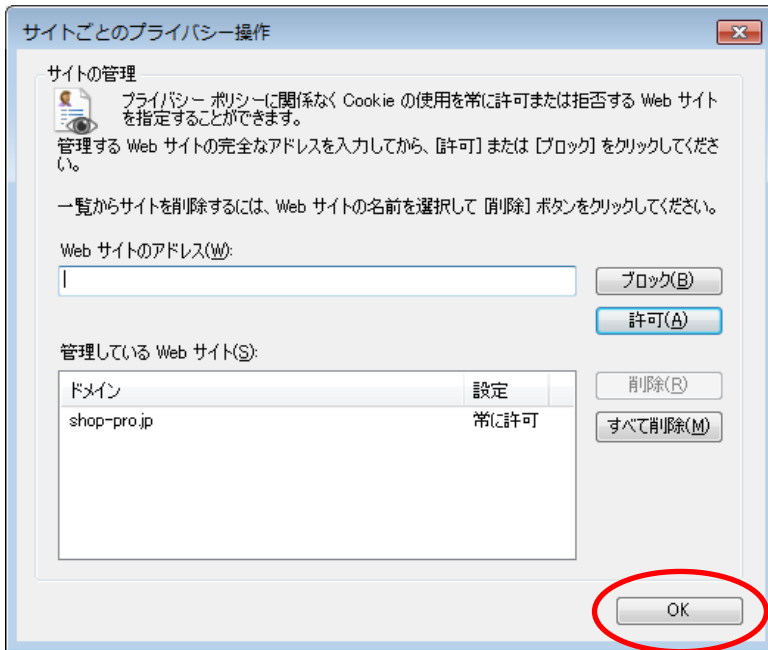 サイトごとのプライバシー操作
サイトの管理
プライバシー ポリシーに関係なく Cookie の使用を常に許可または拒否する Web サイト
を指定することができます。
管理する Web サイトの完全なアドレスを入力してから、[許可] または [ブロック] をクリックしてくださ
い。
一覧からサイトを削除するには、Web サイトの名前を選択して [削除] ボタンをクリックしてください。
Web サイトのアドレス(W):
ブロック(B)
許可(A)
管理している Web サイト(S):
ドメイン 設定
shop-pro.jp 常に許可
削除(R)
すべて削除(M)
OK